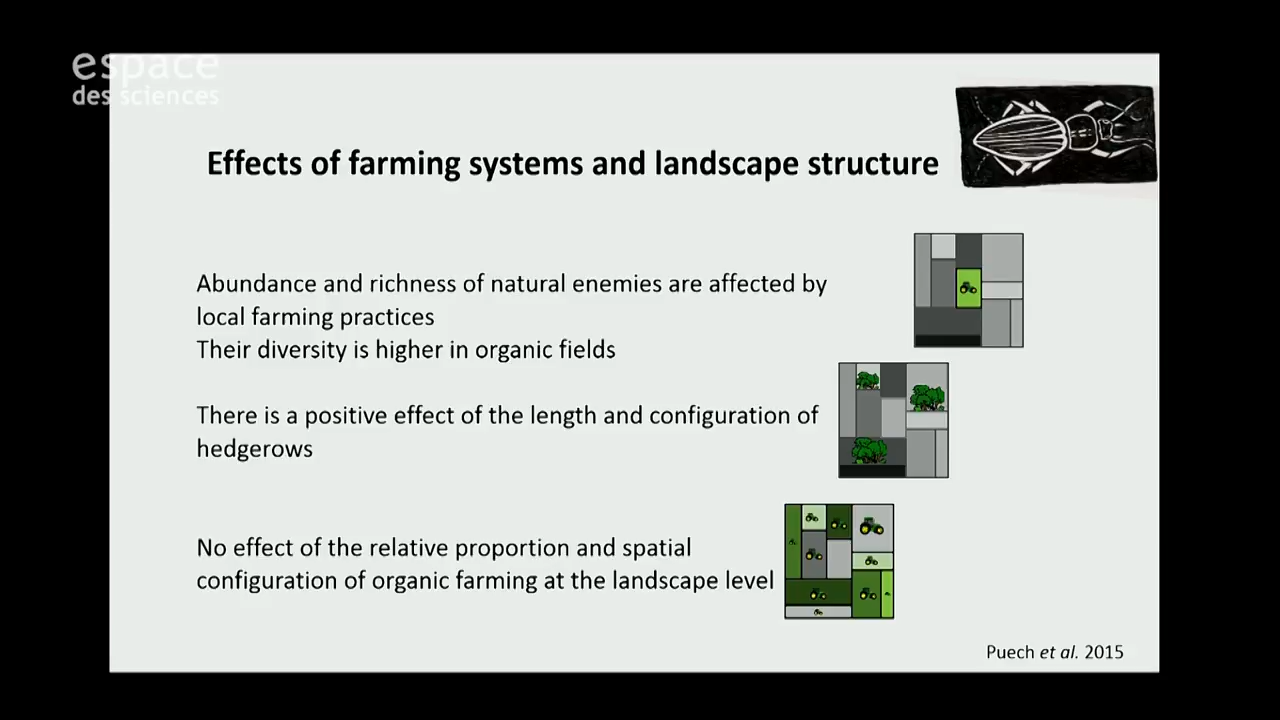 espace
des sciences
Effects of farming systems and landscape structure
Abundance and richness of natural enemies are affected by
local farming practices
Their diversity is higher in organic fields
There is a positive effect of the length and configuration of
hedgerows
No effect of the relative proportion and spatial
configuration of organic farming at the landscape level
Puech et al. 2015